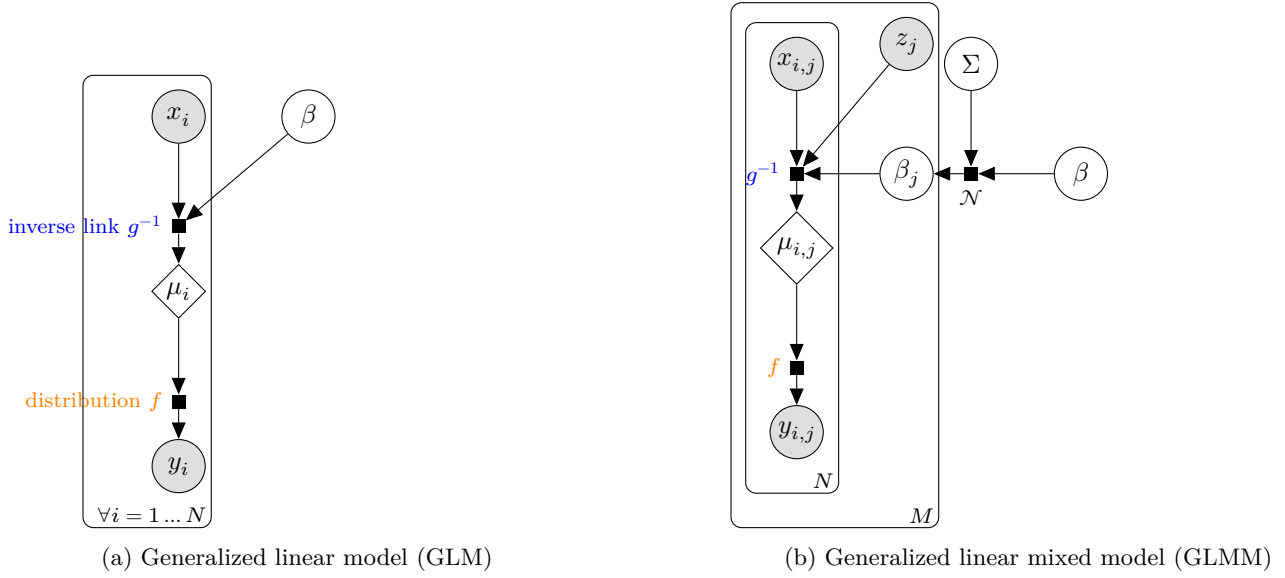 x_i
β
inverse link g⁻¹
μ_i
distribution f
y_i
∀i = 1 ... N
(a) Generalized linear model (GLM)
x_{i,j}
z_j
Σ
g⁻¹
β_j
𝒩
β
μ_{i,j}
f
y_{i,j}
N
M
(b) Generalized linear mixed model (GLMM)